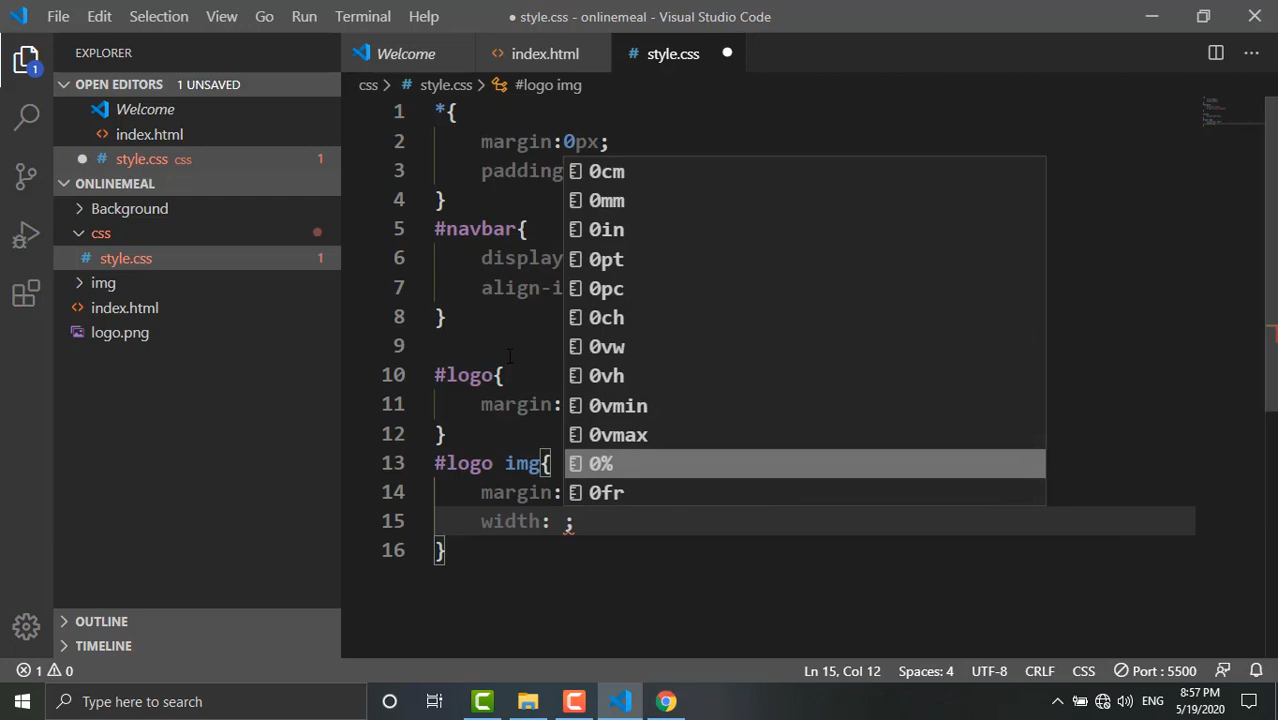 File Edit Selection View Go Run Terminal Help
● style.css - onlinemeal - Visual Studio Code
EXPLORER
OPEN EDITORS 1 UNSAVED
Welcome
index.html
style.css css 1
ONLINEMEAL
Background
css
style.css 1
img
index.html
logo.png
OUTLINE
TIMELINE
1
Welcome
index.html
# style.css
css > # style.css > #logo img
1 *{
2 margin:0px;
3 padding
4 }
5 #navbar{
6 display
7 align-i
8 }
9
10 #logo{
11 margin:
12 }
13 #logo img{
14 margin:
15 width: ;
16 }
0cm
0mm
0in
0pt
0pc
0ch
0vw
0vh
0vmin
0vmax
0%
0fr
1 0
Ln 15, Col 12 Spaces: 4 UTF-8 CRLF CSS Port : 5500
Type here to search
ENG
8:57 PM
5/19/2020